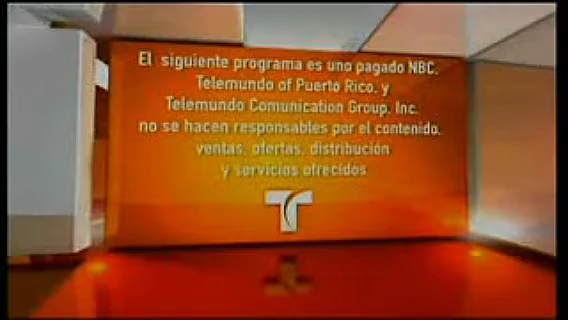 El siguiente programa es uno pagado NBC,
Telemundo of Puerto Rico, y
Telemundo Comunication Group, Inc.
no se hacen responsables por el contenido,
ventas, ofertas, distribución
y servicios ofrecidos